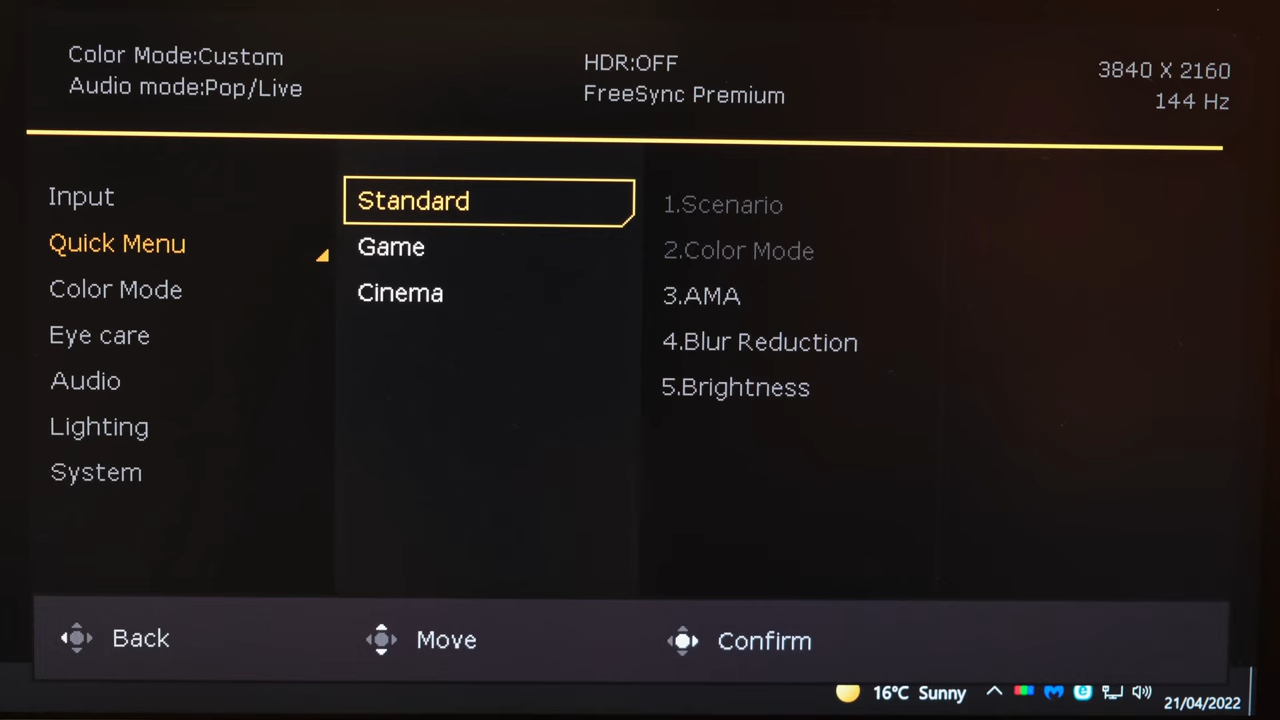 Color Mode:Custom
Audio mode:Pop/Live
HDR:OFF
FreeSync Premium
3840 X 2160
144 Hz
Input
Quick Menu
Color Mode
Eye care
Audio
Lighting
System
Standard
Game
Cinema
1.Scenario
2.Color Mode
3.AMA
4.Blur Reduction
5.Brightness
Back
Move
Confirm
16°C Sunny
21/04/2022